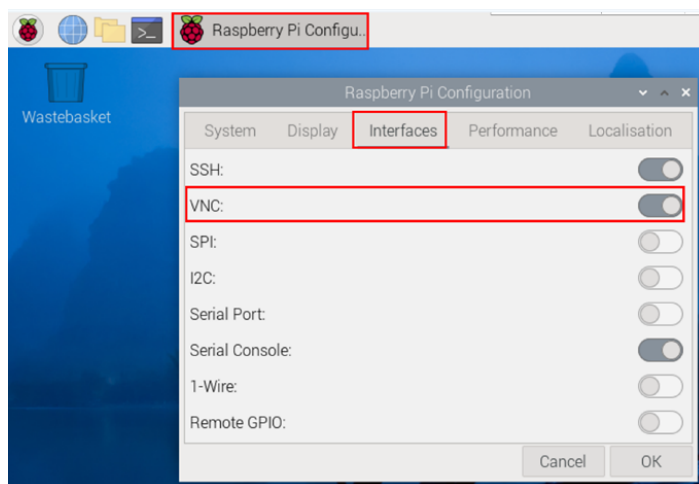 Raspberry Pi Configu..
Wastebasket
Raspberry Pi Configuration
System Display Interfaces Performance Localisation
SSH:
VNC:
SPI:
I2C:
Serial Port:
Serial Console:
1-Wire:
Remote GPIO:
Cancel OK